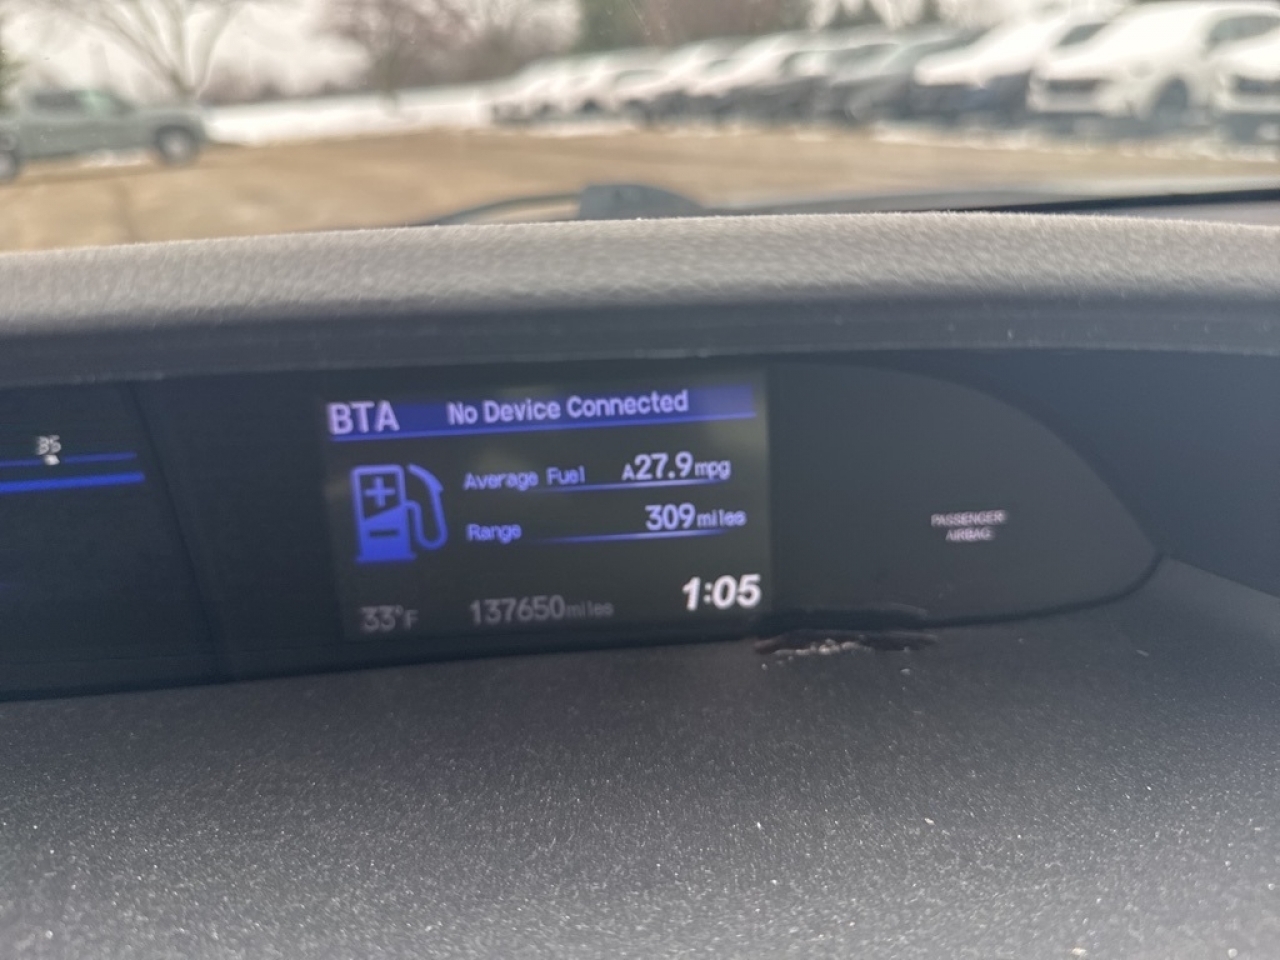 BTA No Device Connected
Average Fuel A27.9mpg
Range 309miles
33°F 137650miles 1:05
PASSENGER
AIRBAG